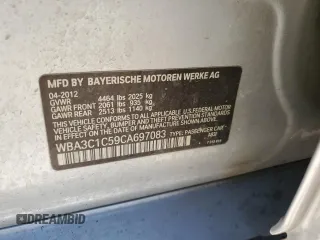 MFD BY BAYERISCHE MOTOREN WERKE AG
04-2012
GVWR 4464 lbs 2025 kg
GAWR FRONT 2061 lbs 935 kg
GAWR REAR 2513 lbs 1140 kg
THIS VEHICLE CONFORMS TO ALL APPLICABLE U.S. FEDERAL MOTOR
VEHICLE SAFETY, BUMPER, AND THEFT PREVENTION STANDARDS IN
EFFECT ON THE DATE OF MANUFACTURE SHOWN ABOVE.
WBA3C1C59CA697083 TYPE: PASSENGER CAR
DREAMBID